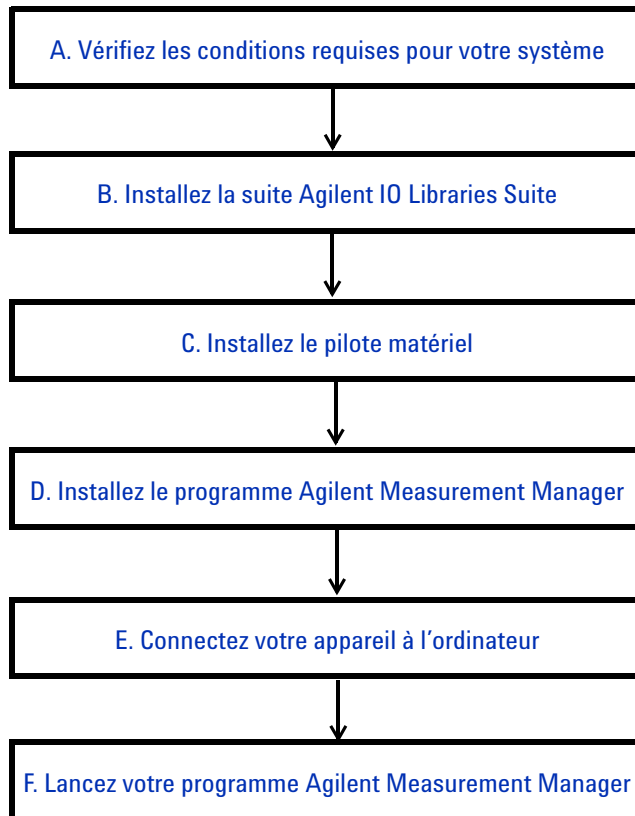 A. Vérifiez les conditions requises pour votre système
B. Installez la suite Agilent IO Libraries Suite
C. Installez le pilote matériel
D. Installez le programme Agilent Measurement Manager
E. Connectez votre appareil à l’ordinateur
F. Lancez votre programme Agilent Measurement Manager